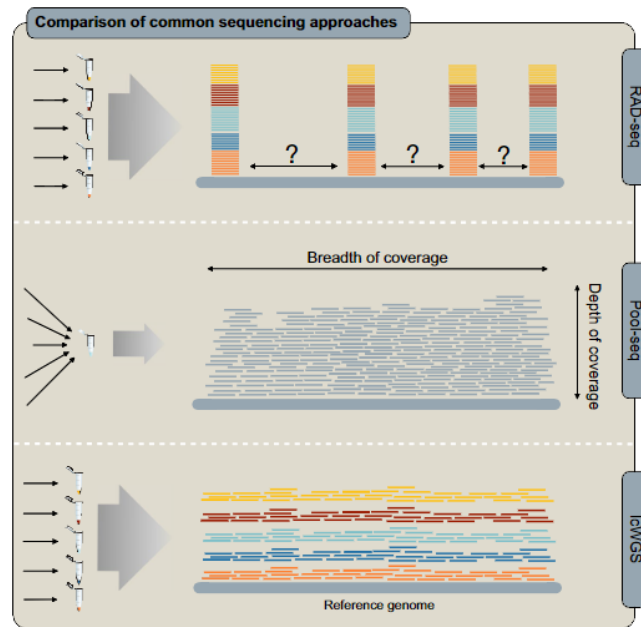 Comparison of common sequencing approaches
RAD-seq
?
?
?
Pool-seq
Breadth of coverage
Depth of coverage
lcWGS
Reference genome